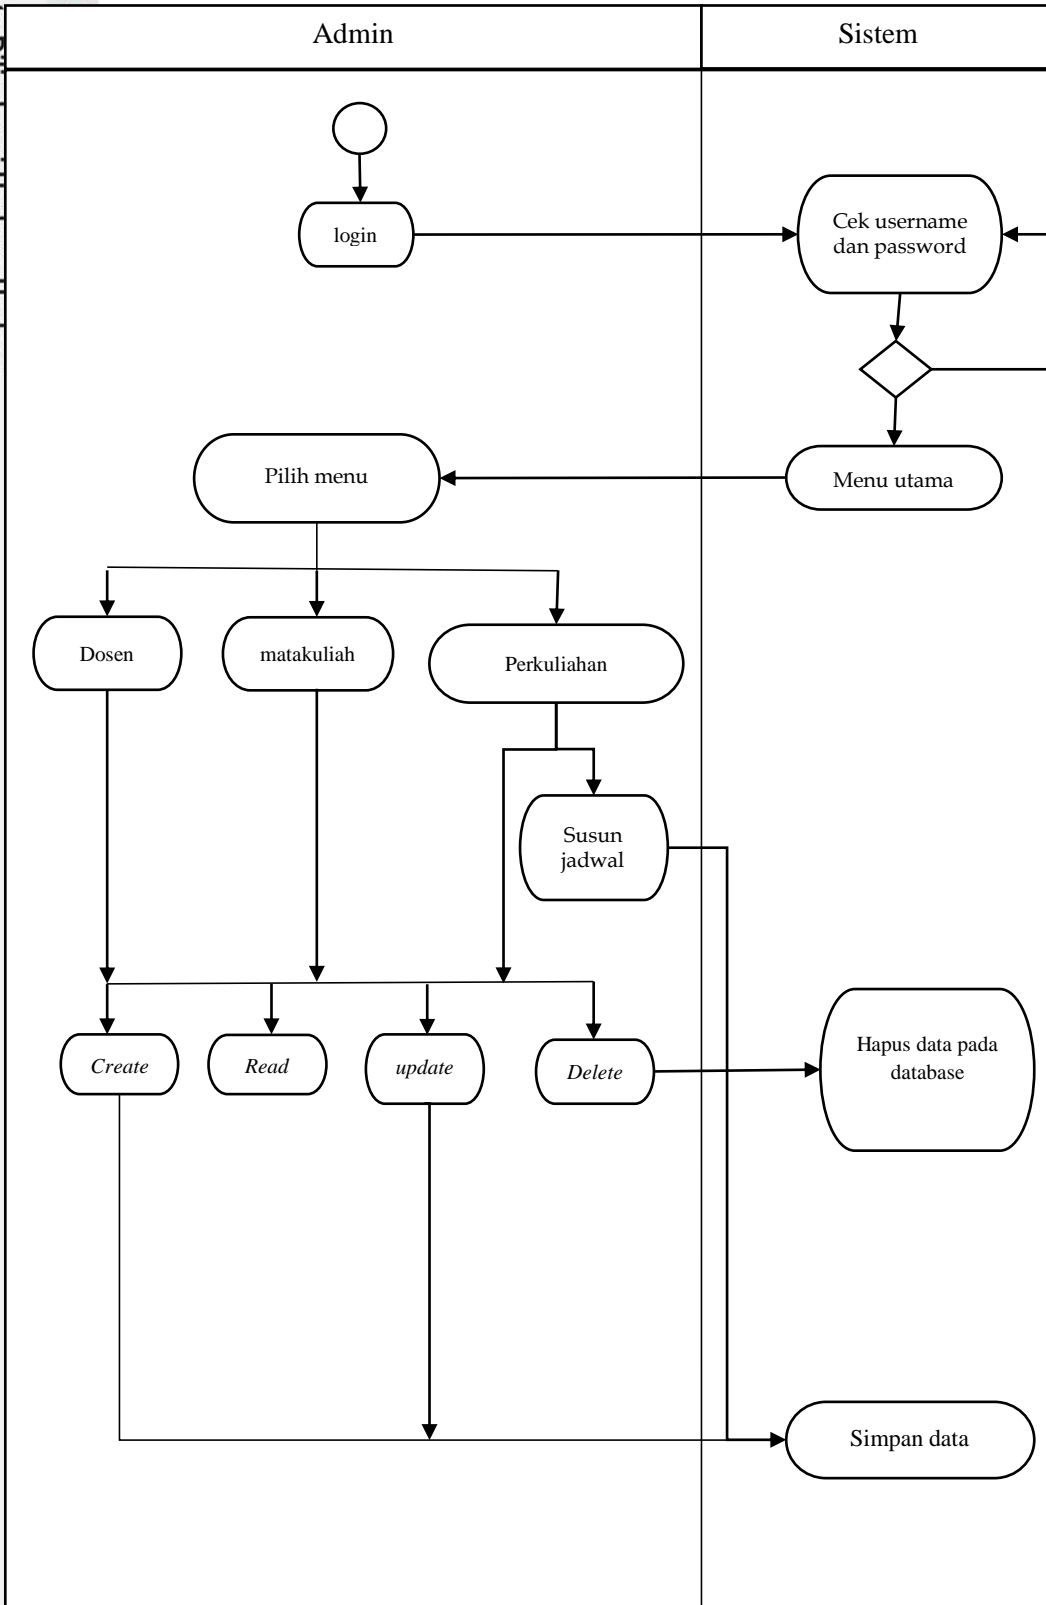 Admin
Sistem
login
Cek username
dan password
Pilih menu
Menu utama
Dosen
matakuliah
Perkuliahan
Susun
jadwal
Create
Read
update
Delete
Hapus data pada
database
Simpan data